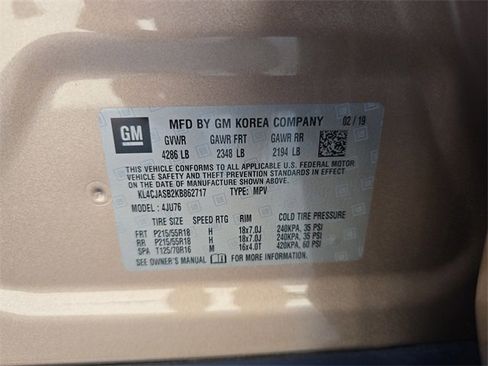 GM
MFD BY GM KOREA COMPANY 02 / 19
GVWR GAWR FRT GAWR RR
4286 LB 2348 LB 2194 LB
THIS VEHICLE CONFORMS TO ALL APPLICABLE U.S. FEDERAL MOTOR
VEHICLE SAFETY, BUMPER, AND THEFT PREVENTION STANDARDS IN
EFFECT ON THE DATE OF MANUFACTURE SHOWN ABOVE.
KL4CJASB2KB862717 TYPE: MPV
MODEL: 4JU76
TIRE SIZE SPEED RTG RIM COLD TIRE PRESSURE
FRT P215/55R18 H 18x7.0J 240KPA, 35 PSI
RR P215/55R18 H 18x7.0J 240KPA, 35 PSI
SPA T125/70R16 M 16x4.0T 420KPA, 60 PSI
SEE OWNER'S MANUAL FOR MORE INFORMATION.